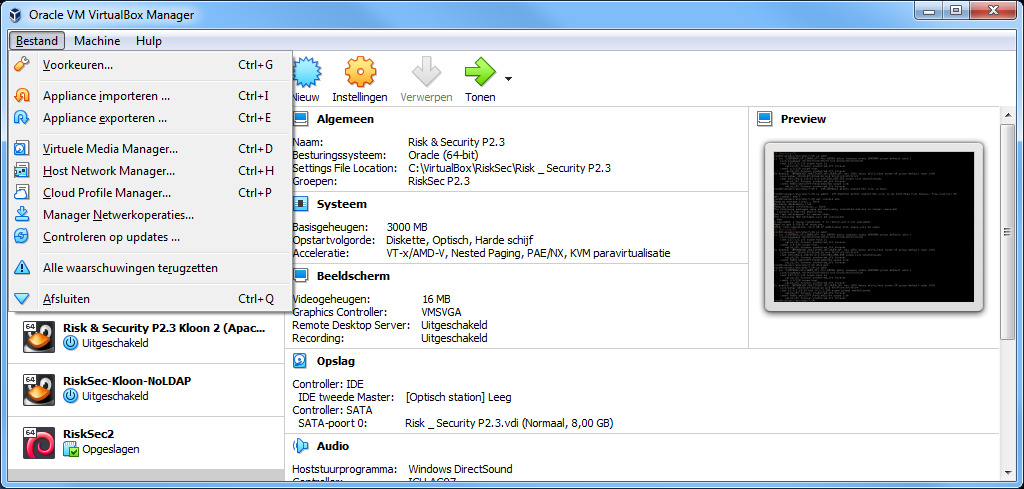 Oracle VM VirtualBox Manager
Bestand Machine Hulp
Voorkeuren... Ctrl+G
Appliance importeren ... Ctrl+I
Appliance exporteren ... Ctrl+E
Virtuele Media Manager... Ctrl+D
Host Network Manager... Ctrl+H
Cloud Profile Manager... Ctrl+P
Manager Netwerkoperaties...
Controleren op updates ...
Alle waarschuwingen terugzetten
Afsluiten Ctrl+Q
64 Risk & Security P2.3 Kloon 2 (Apac...
Uitgeschakeld
64 RiskSec-Kloon-NoLDAP
Uitgeschakeld
64 RiskSec2
Opgeslagen
Nieuw Instellingen Verwerpen Tonen
Algemeen
Naam: Risk & Security P2.3
Besturingssysteem: Oracle (64-bit)
Settings File Location: C:\VirtualBox\RiskSec\Risk _ Security P2.3
Groepen: RiskSec P2.3
Systeem
Basisgeheugen: 3000 MB
Opstartvolgorde: Diskette, Optisch, Harde schijf
Acceleratie: VT-x/AMD-V, Nested Paging, PAE/NX, KVM paravirtualisatie
Beeldscherm
Videogeheugen: 16 MB
Graphics Controller: VMSVGA
Remote Desktop Server: Uitgeschakeld
Recording: Uitgeschakeld
Opslag
Controller: IDE
IDE tweede Master: [Optisch station] Leeg
Controller: SATA
SATA-poort 0: Risk _ Security P2.3.vdi (Normaal, 8,00 GB)
Audio
Hoststuurprogramma: Windows DirectSound
Controller: ICH AC97
Preview